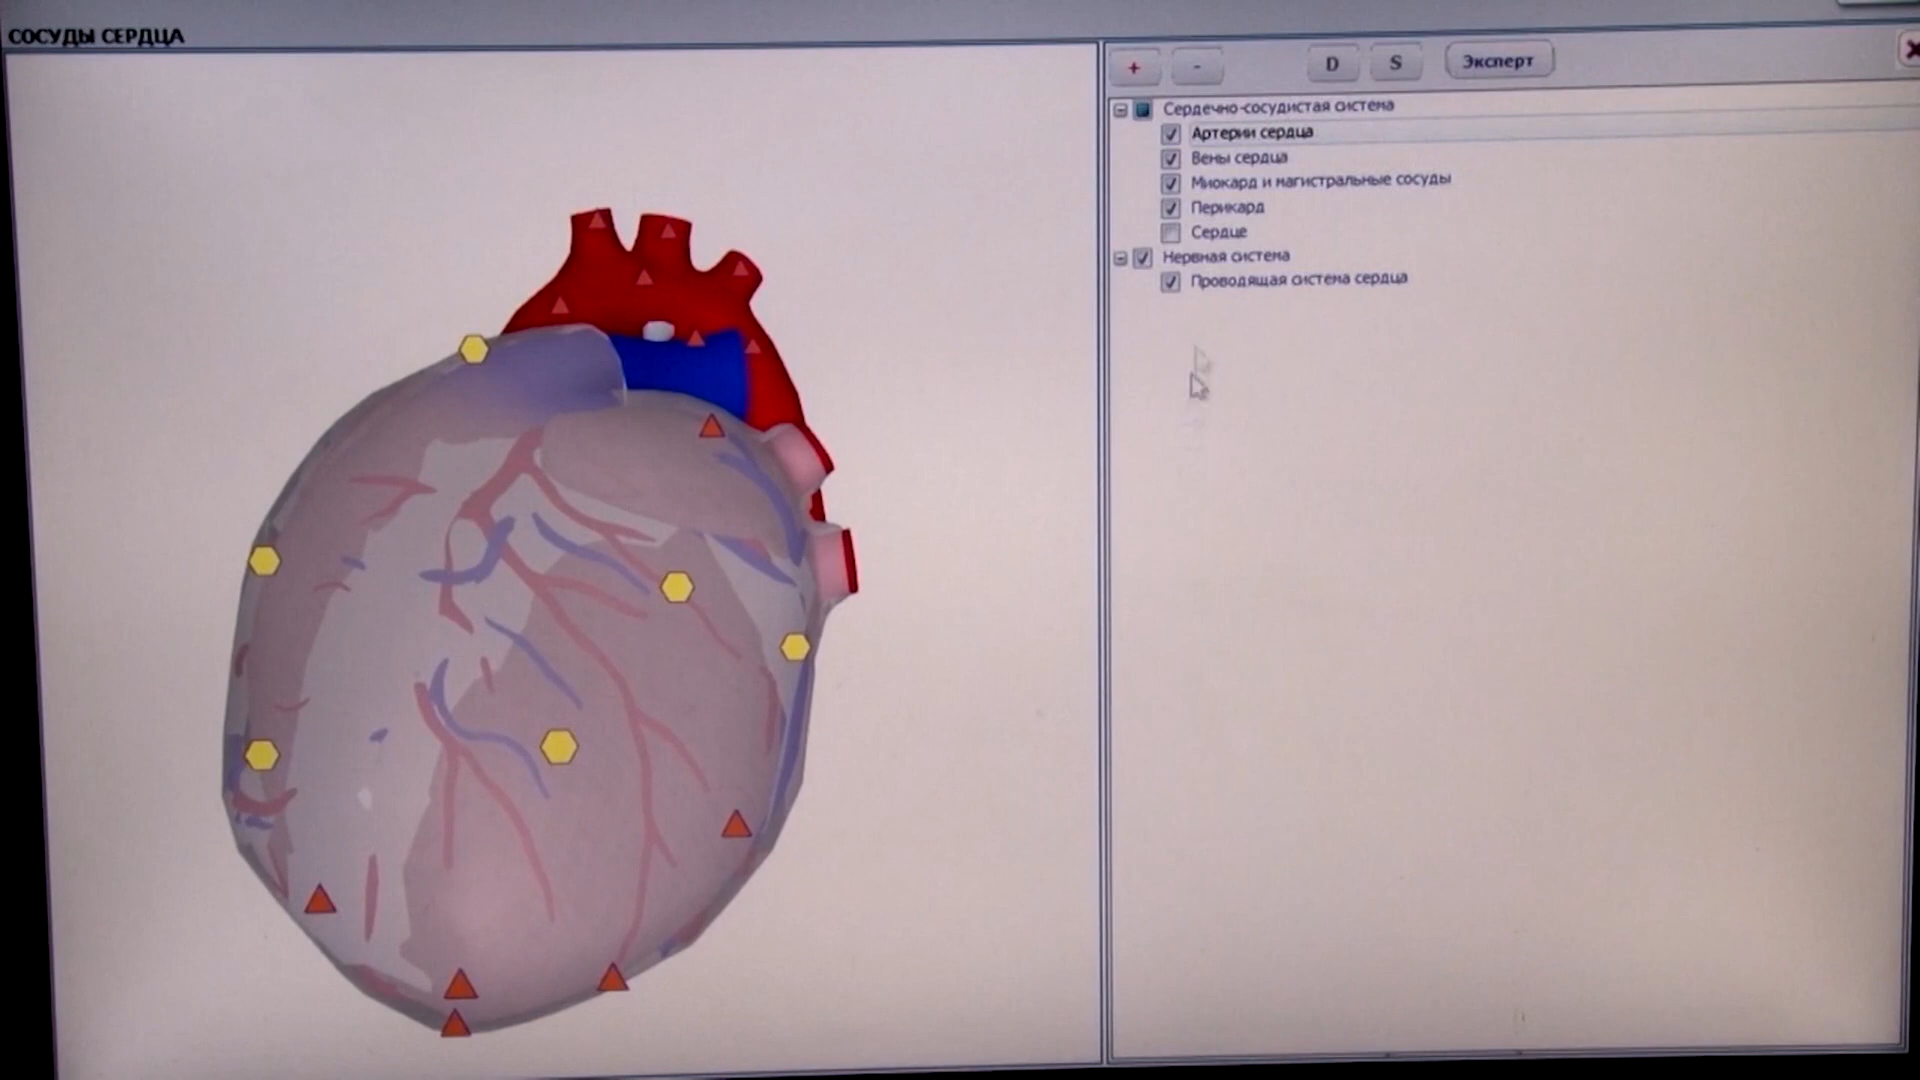 СОСУДЫ СЕРДЦА
+ - D S Эксперт
Сердечно-сосудистая система
Артерии сердца
Вены сердца
Миокард и магистральные сосуды
Перикард
Сердце
Нервная система
Проводящая система сердца